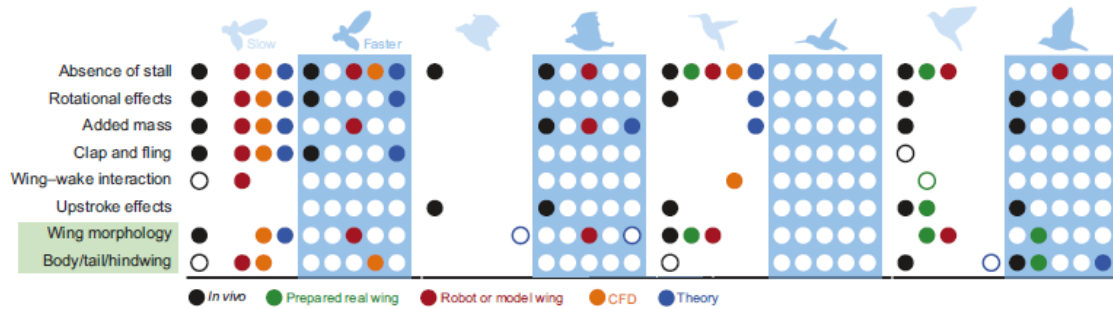 Slow Faster
Absence of stall
Rotational effects
Added mass
Clap and fling
Wing–wake interaction
Upstroke effects
Wing morphology
Body/tail/hindwing
In vivo Prepared real wing Robot or model wing CFD Theory